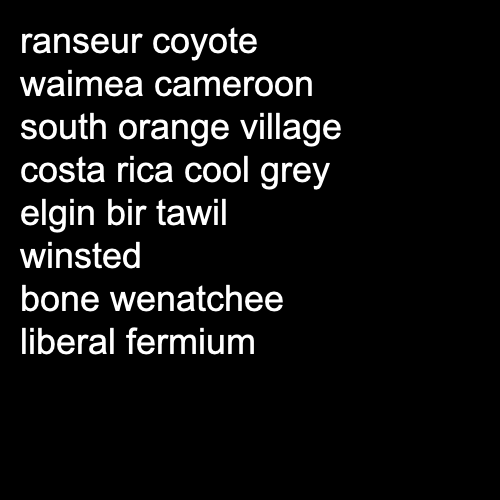 ranseur coyote
waimea cameroon
south orange village
costa rica cool grey
elgin bir tawil
winsted
bone wenatchee
liberal fermium